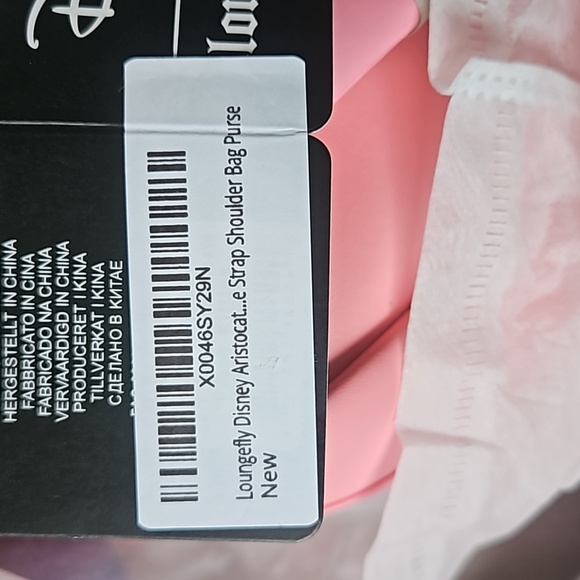 HERGESTELLT IN CHINA
FABBRICATO IN CINA
FABRICADO NA CHINA
VERVAARDIGD IN CHINA
PRODUCERET I KINA
TILLVERKAT I KINA
СДЕЛАНО В КИТАЕ
X0046SY29N
Loungefly Disney Aristocat...e Strap Shoulder Bag Purse
New